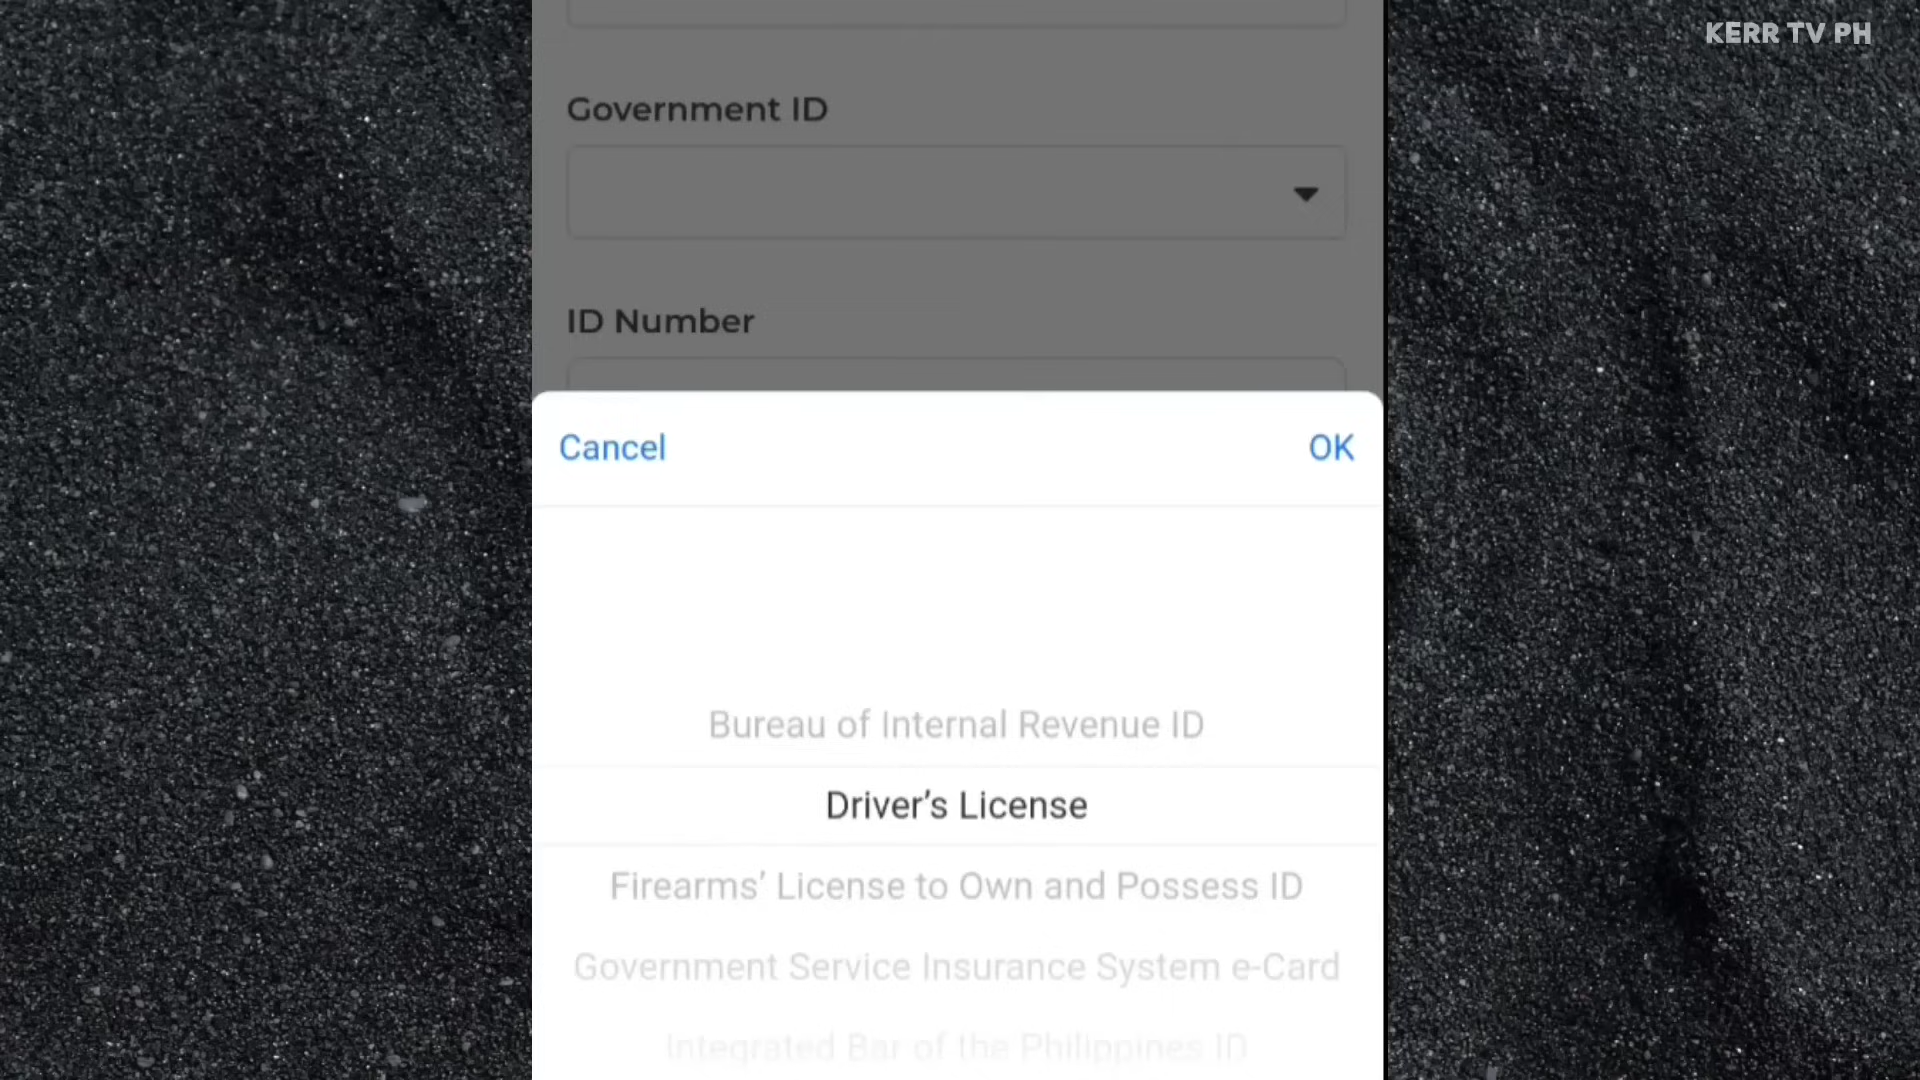 KERR TV PH
Government ID
ID Number
Cancel
OK
Bureau of Internal Revenue ID
Driver’s License
Firearms’ License to Own and Possess ID
Government Service Insurance System e-Card
Integrated Bar of the Philippines ID